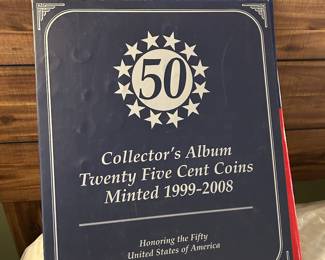 50
Collector's Album
Twenty Five Cent Coins
Minted 1999-2008
Honoring the Fifty
United States of America